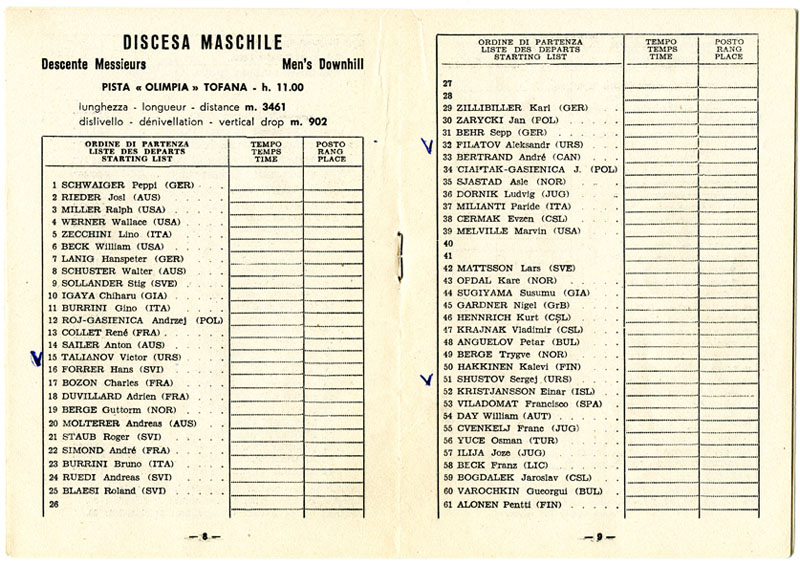 DISCESA MASCHILE
Descente Messieurs Men's Downhill
PISTA « OLIMPIA » TOFANA - h. 11.00
lunghezza - longueur - distance m. 3461
dislivello - dénivellation - vertical drop m. 902
ORDINE DI PARTENZA
LISTE DES DEPARTS
STARTING LIST
TEMPO
TEMPS
TIME
POSTO
RANG
PLACE
1 SCHWAIGER Peppi (GER)
2 RIEDER Josl (AUS)
3 MILLER Ralph (USA)
4 WERNER Wallace (USA)
5 ZECCHINI Lino (ITA)
6 BECK William (USA)
7 LANIG Hanspeter (GER)
8 SCHUSTER Walter (AUS)
9 SOLLANDER Stig (SVE)
10 IGAYA Chiharu (GIA)
11 BURRINI Gino (ITA)
12 ROJ-GASIENICA Andrzej (POL)
13 COLLET René (FRA)
14 SAILER Anton (AUS)
15 TALIANOV Victor (URS)
16 FORRER Hans (SVI)
17 BOZON Charles (FRA)
18 DUVILLARD Adrien (FRA)
19 BERGE Guttorm (NOR)
20 MOLTERER Andreas (AUS)
21 STAUB Roger (SVI)
22 SIMOND André (FRA)
23 BURRINI Bruno (ITA)
24 RUEDI Andreas (SVI)
25 BLAESI Roland (SVI)
26
— 8 —
ORDINE DI PARTENZA
LISTE DES DEPARTS
STARTING LIST
TEMPO
TEMPS
TIME
POSTO
RANG
PLACE
27
28
29 ZILLIBILLER Karl (GER)
30 ZARYCKI Jan (POL)
31 BEHR Sepp (GER)
32 FILATOV Aleksandr (URS)
33 BERTRAND André (CAN)
34 CIAPTAK-GASIENICA J. (POL)
35 SJASTAD Asle (NOR)
36 DORNIK Ludvig (JUG)
37 MILIANTI Paride (ITA)
38 CERMAK Evzen (CSL)
39 MELVILLE Marvin (USA)
40
41
42 MATTSSON Lars (SVE)
43 OPDAL Kare (NOR)
44 SUGIYAMA Susumu (GIA)
45 GARDNER Nigel (GrB)
46 HENNRICH Kurt (CSL)
47 KRAJNAK Vladimir (CSL)
48 ANGUELOV Petar (BUL)
49 BERGE Trygve (NOR)
50 HAKKINEN Kalevi (FIN)
51 SHUSTOV Sergej (URS)
52 KRISTJANSSON Einar (ISL)
53 VILADOMAT Francisco (SPA)
54 DAY William (AUT)
55 CVENKELJ Franc (JUG)
56 YUCE Osman (TUR)
57 ILIJA Joze (JUG)
58 BECK Franz (LIC)
59 BOGDALEK Jaroslav (CSL)
60 VAROCHKIN Gueorgui (BUL)
61 ALONEN Pentti (FIN)
— 9 —